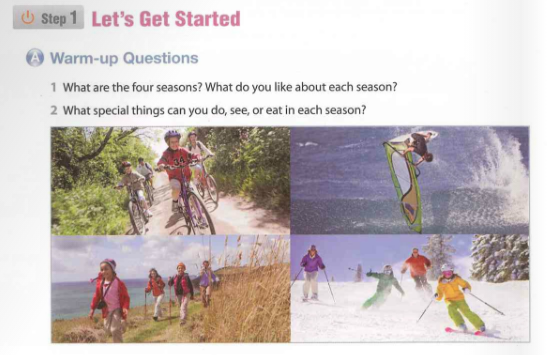 Step 1 Let's Get Started
A Warm-up Questions
1 What are the four seasons? What do you like about each season?
2 What special things can you do, see, or eat in each season?